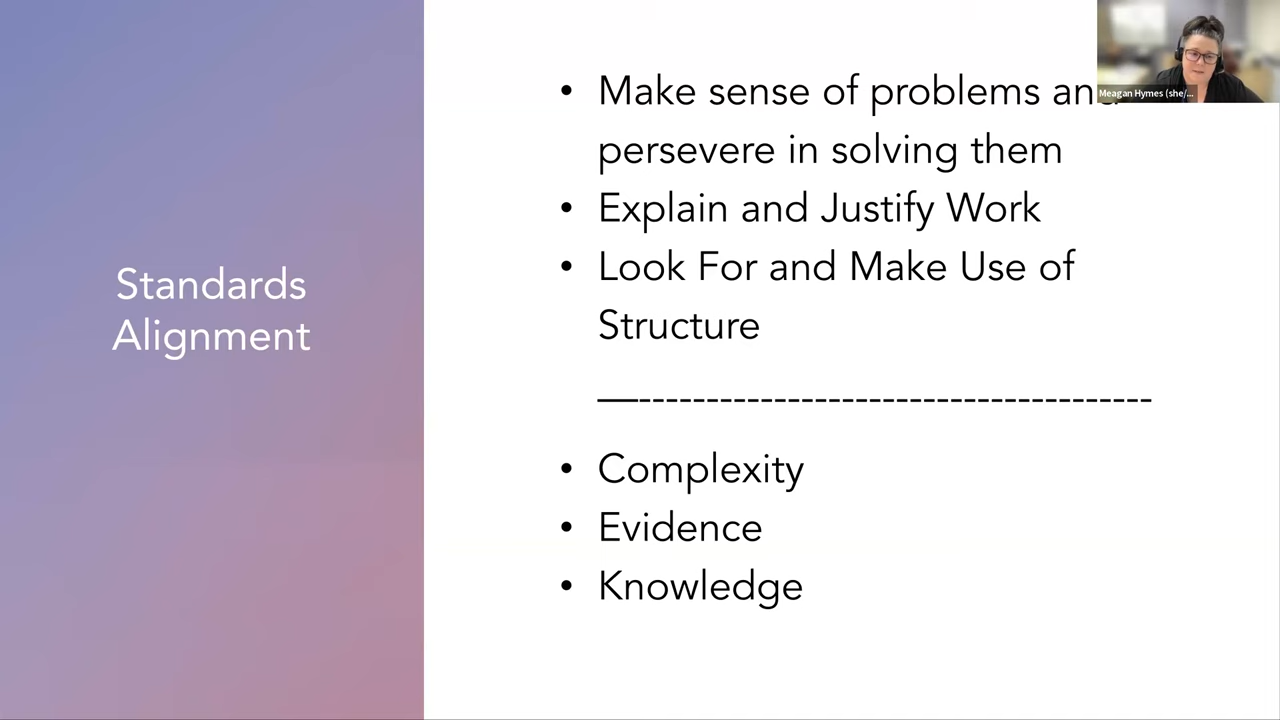 Standards
Alignment
• Make sense of problems and
persevere in solving them
• Explain and Justify Work
• Look For and Make Use of
Structure
—--------------------------------------
• Complexity
• Evidence
• Knowledge
Meagan Hymes (she/...